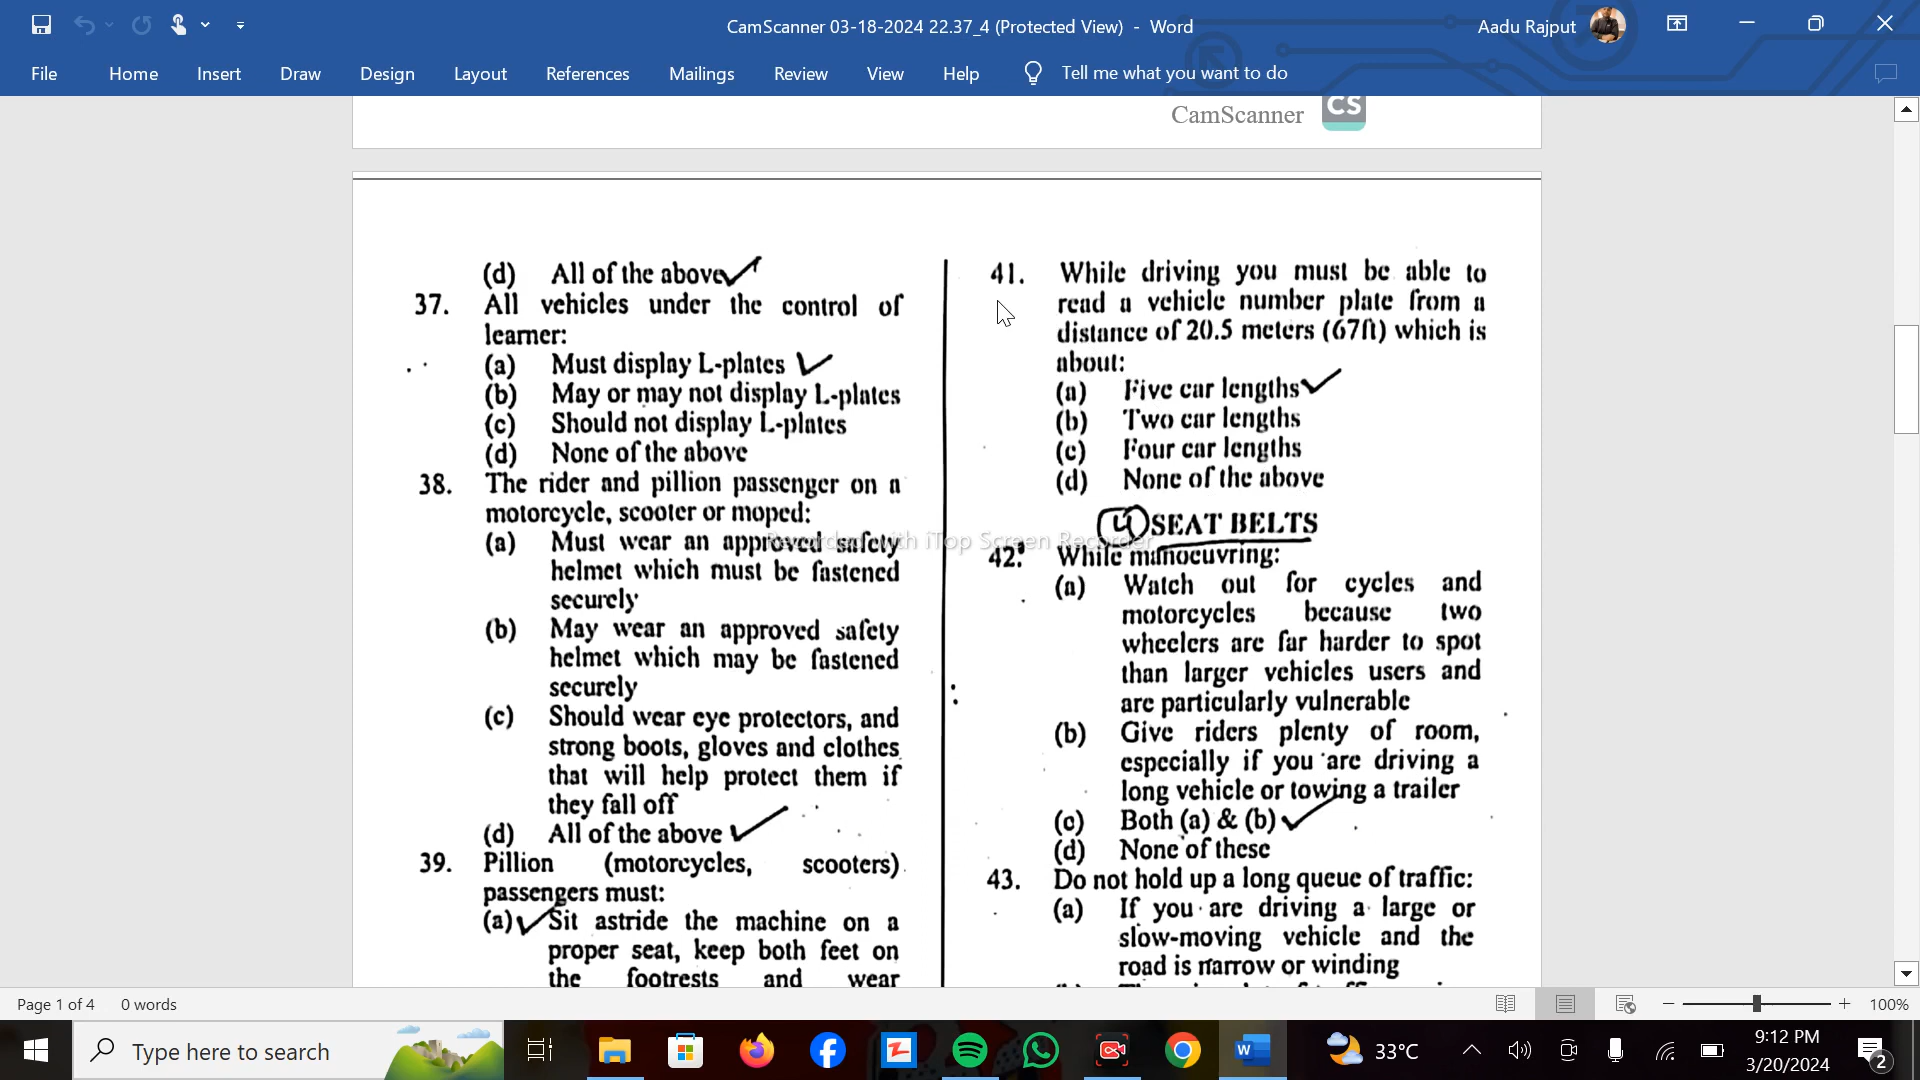 CamScanner 03-18-2024 22.37_4 (Protected View) - Word
Aadu Rajput
File Home Insert Draw Design Layout References Mailings Review View Help Tell me what you want to do
CamScanner CS
(d) All of the above
37. All vehicles under the control of
learner:
(a) Must display L-plates
(b) May or may not display L-plates
(c) Should not display L-plates
(d) None of the above
38. The rider and pillion passenger on a
motorcycle, scooter or moped:
(a) Must wear an approved safety
helmet which must be fastened
securely
(b) May wear an approved safety
helmet which may be fastened
securely
(c) Should wear eye protectors, and
strong boots, gloves and clothes
that will help protect them if
they fall off
(d) All of the above
39. Pillion (motorcycles, scooters)
passengers must:
(a) Sit astride the machine on a
proper seat, keep both feet on
the footrests and wear
41. While driving you must be able to
read a vehicle number plate from a
distance of 20.5 meters (67ft) which is
about:
(a) Five car lengths
(b) Two car lengths
(c) Four car lengths
(d) None of the above
4 SEAT BELTS
Recorded with iTop Screen Recorder
42. While manoeuvring:
(a) Watch out for cycles and
motorcycles because two
wheelers are far harder to spot
than larger vehicles users and
are particularly vulnerable
(b) Give riders plenty of room,
especially if you are driving a
long vehicle or towing a trailer
(c) Both (a) & (b)
(d) None of these
43. Do not hold up a long queue of traffic:
(a) If you are driving a large or
slow-moving vehicle and the
road is narrow or winding
Page 1 of 4 0 words
100%
Type here to search
33°C
9:12 PM
3/20/2024
2